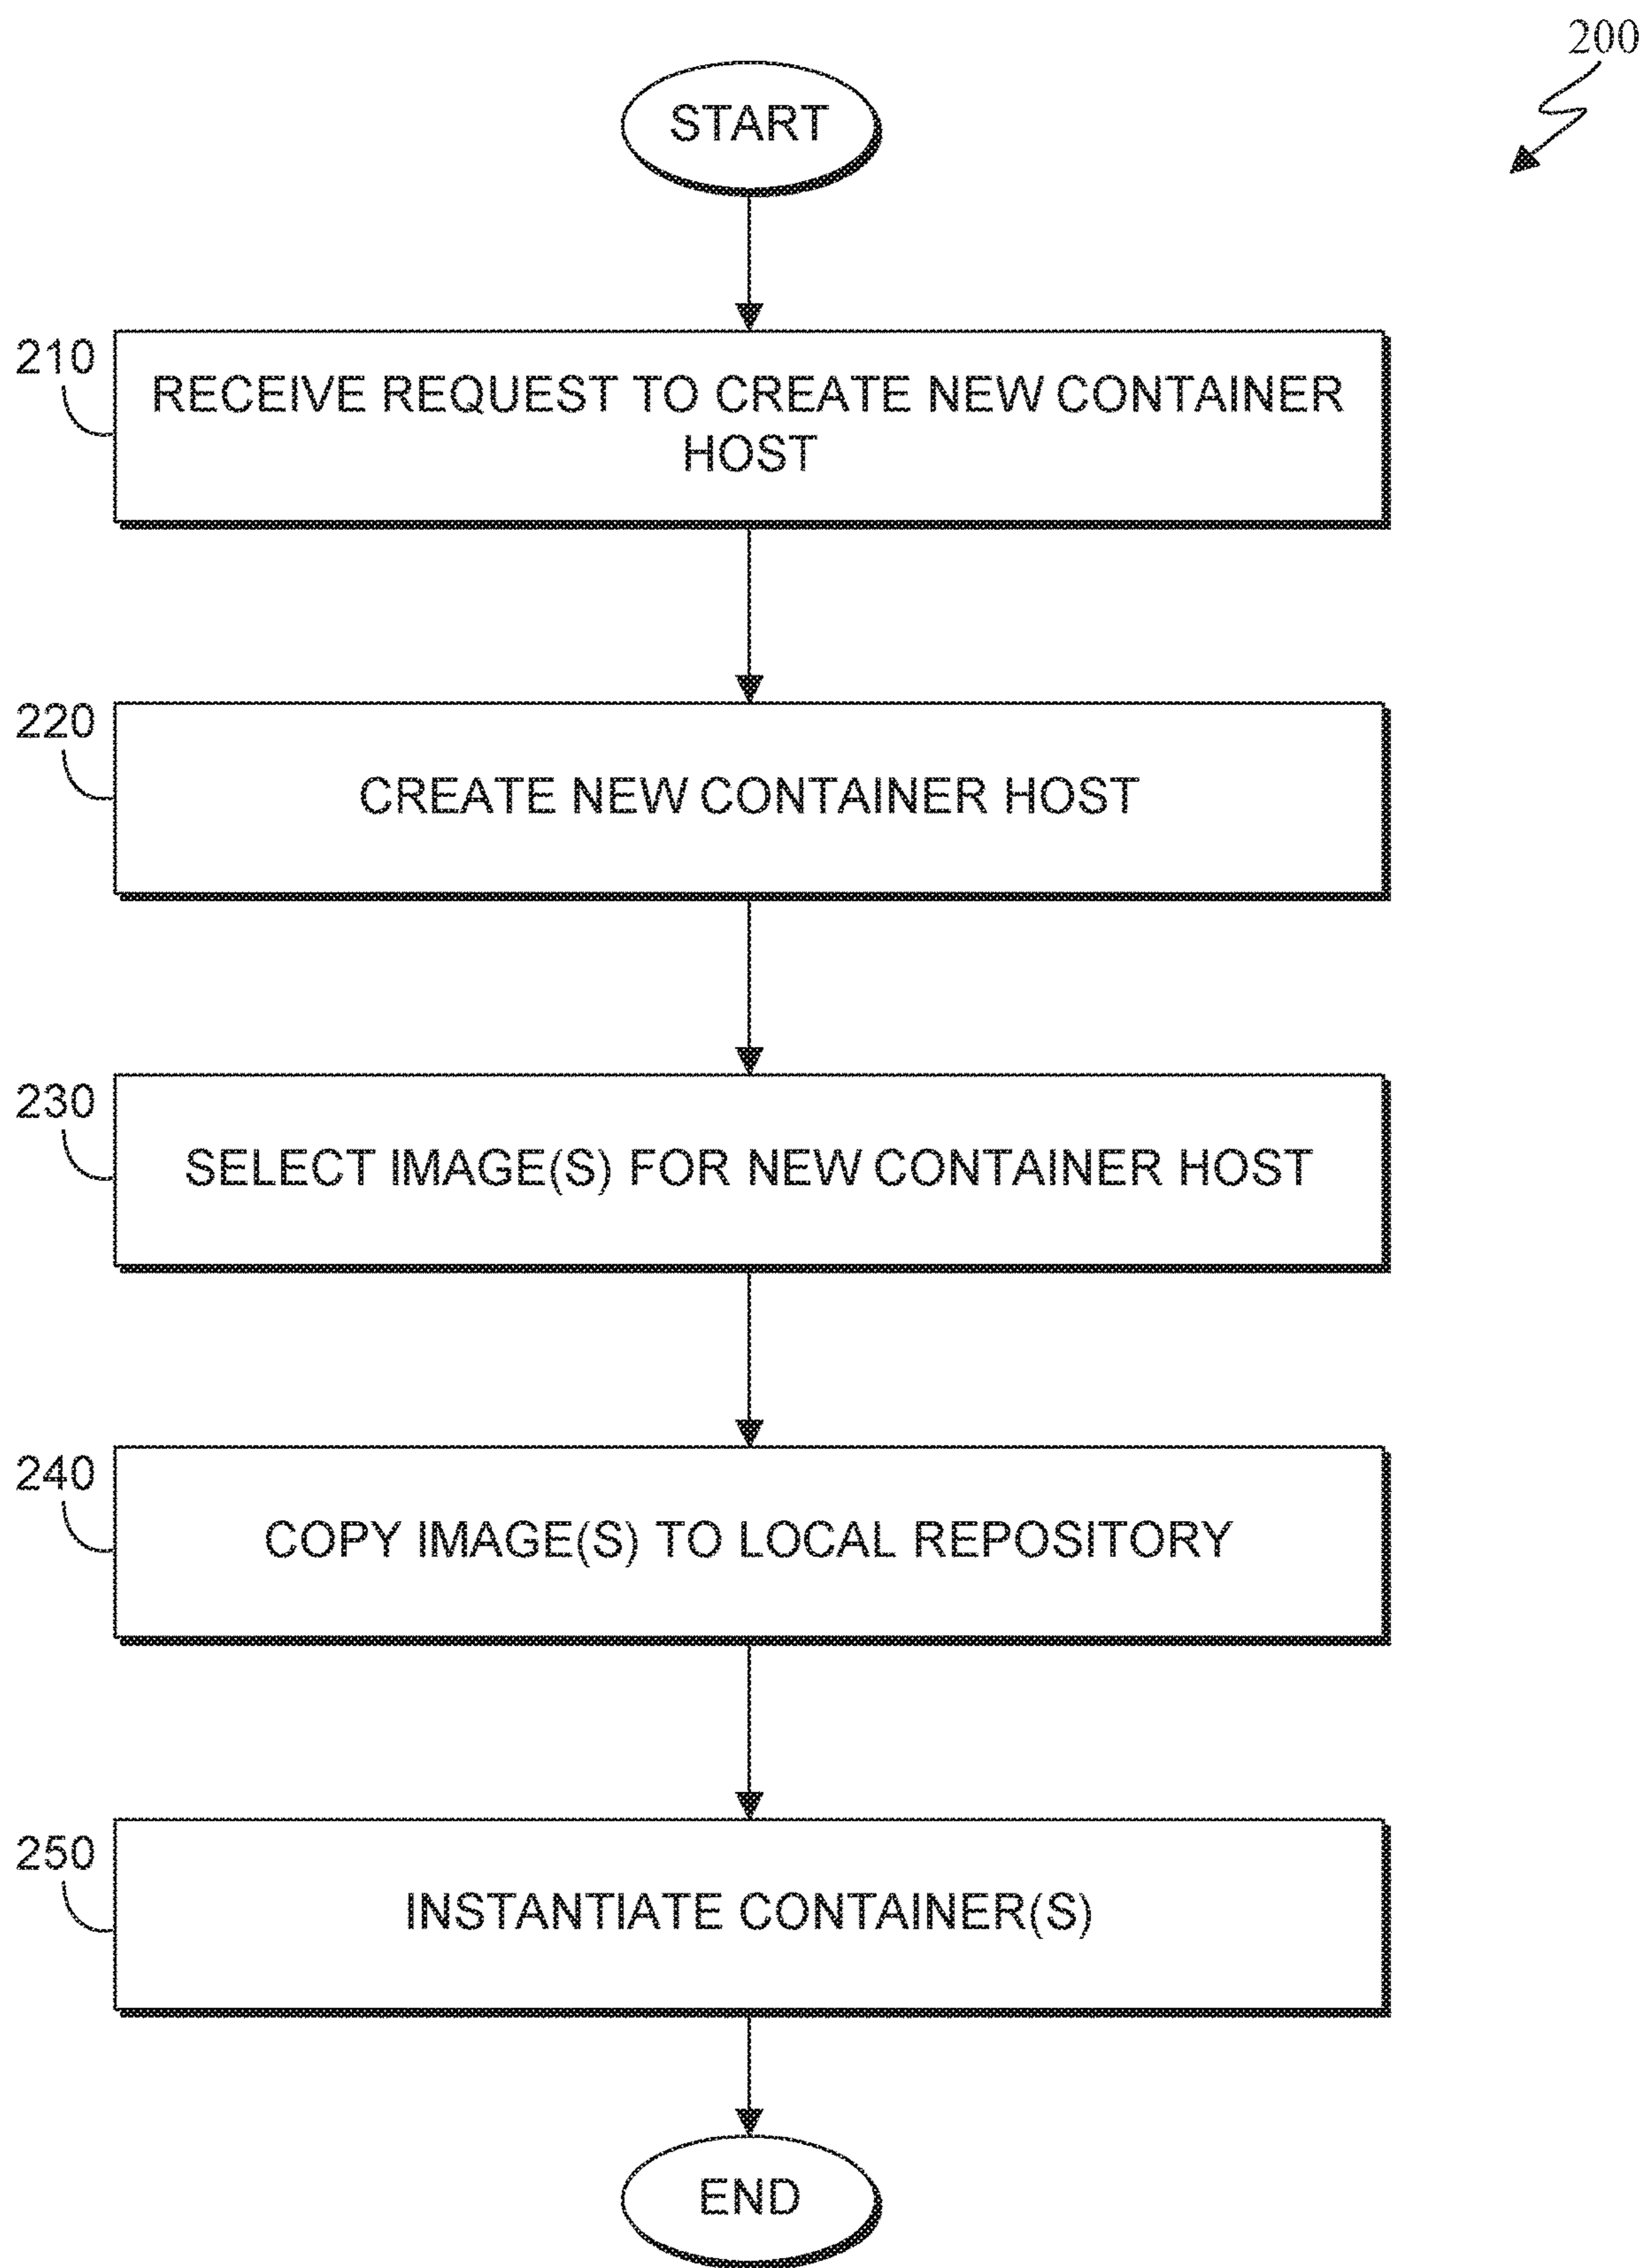 200
START
210
RECEIVE REQUEST TO CREATE NEW CONTAINER
HOST
220
CREATE NEW CONTAINER HOST
230
SELECT IMAGE(S) FOR NEW CONTAINER HOST
240
COPY IMAGE(S) TO LOCAL REPOSITORY
250
INSTANTIATE CONTAINER(S)
END